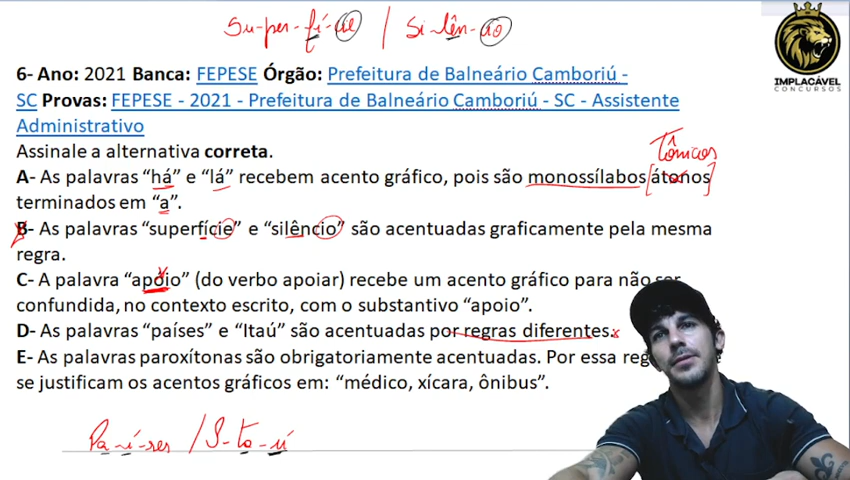 Su-per-fí-cie / Si-lên-cio
IMPLACÁVEL
CONCURSOS
6- Ano: 2021 Banca: FEPESE Órgão: Prefeitura de Balneário Camboriú -
SC Provas: FEPESE - 2021 - Prefeitura de Balneário Camboriú - SC - Assistente
Administrativo
Assinale a alternativa correta.
Tônicos
A- As palavras “há” e “lá” recebem acento gráfico, pois são monossílabos átonos
terminados em “a”.
B- As palavras “superfície” e “silêncio” são acentuadas graficamente pela mesma
regra.
C- A palavra “apóio” (do verbo apoiar) recebe um acento gráfico para não ser
confundida, no contexto escrito, com o substantivo “apoio”.
D- As palavras “países” e “Itaú” são acentuadas por regras diferentes.
E- As palavras paroxítonas são obrigatoriamente acentuadas. Por essa
se justificam os acentos gráficos em: “médico, xícara, ônibus”.
Pa-í-ses / I-ta-ú